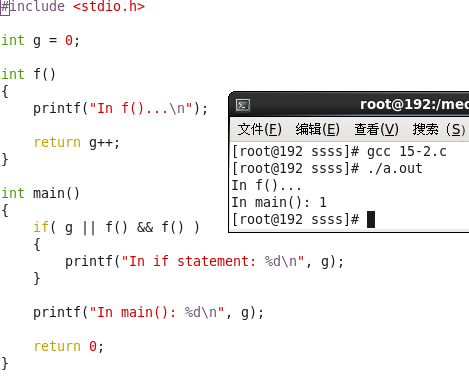 #include <stdio.h>
int g = 0;
int f()
{
    printf("In f()...\n");
    return g++;
}
int main()
{
    if( g || f() && f() )
    {
        printf("In if statement: %d\n", g);
    }
    printf("In main(): %d\n", g);
    return 0;
}
root@192:/med
文件(F) 编辑(E) 查看(V) 搜索 (S)
[root@192 ssss]# gcc 15-2.c
[root@192 ssss]# ./a.out
In f()...
In main(): 1
[root@192 ssss]#